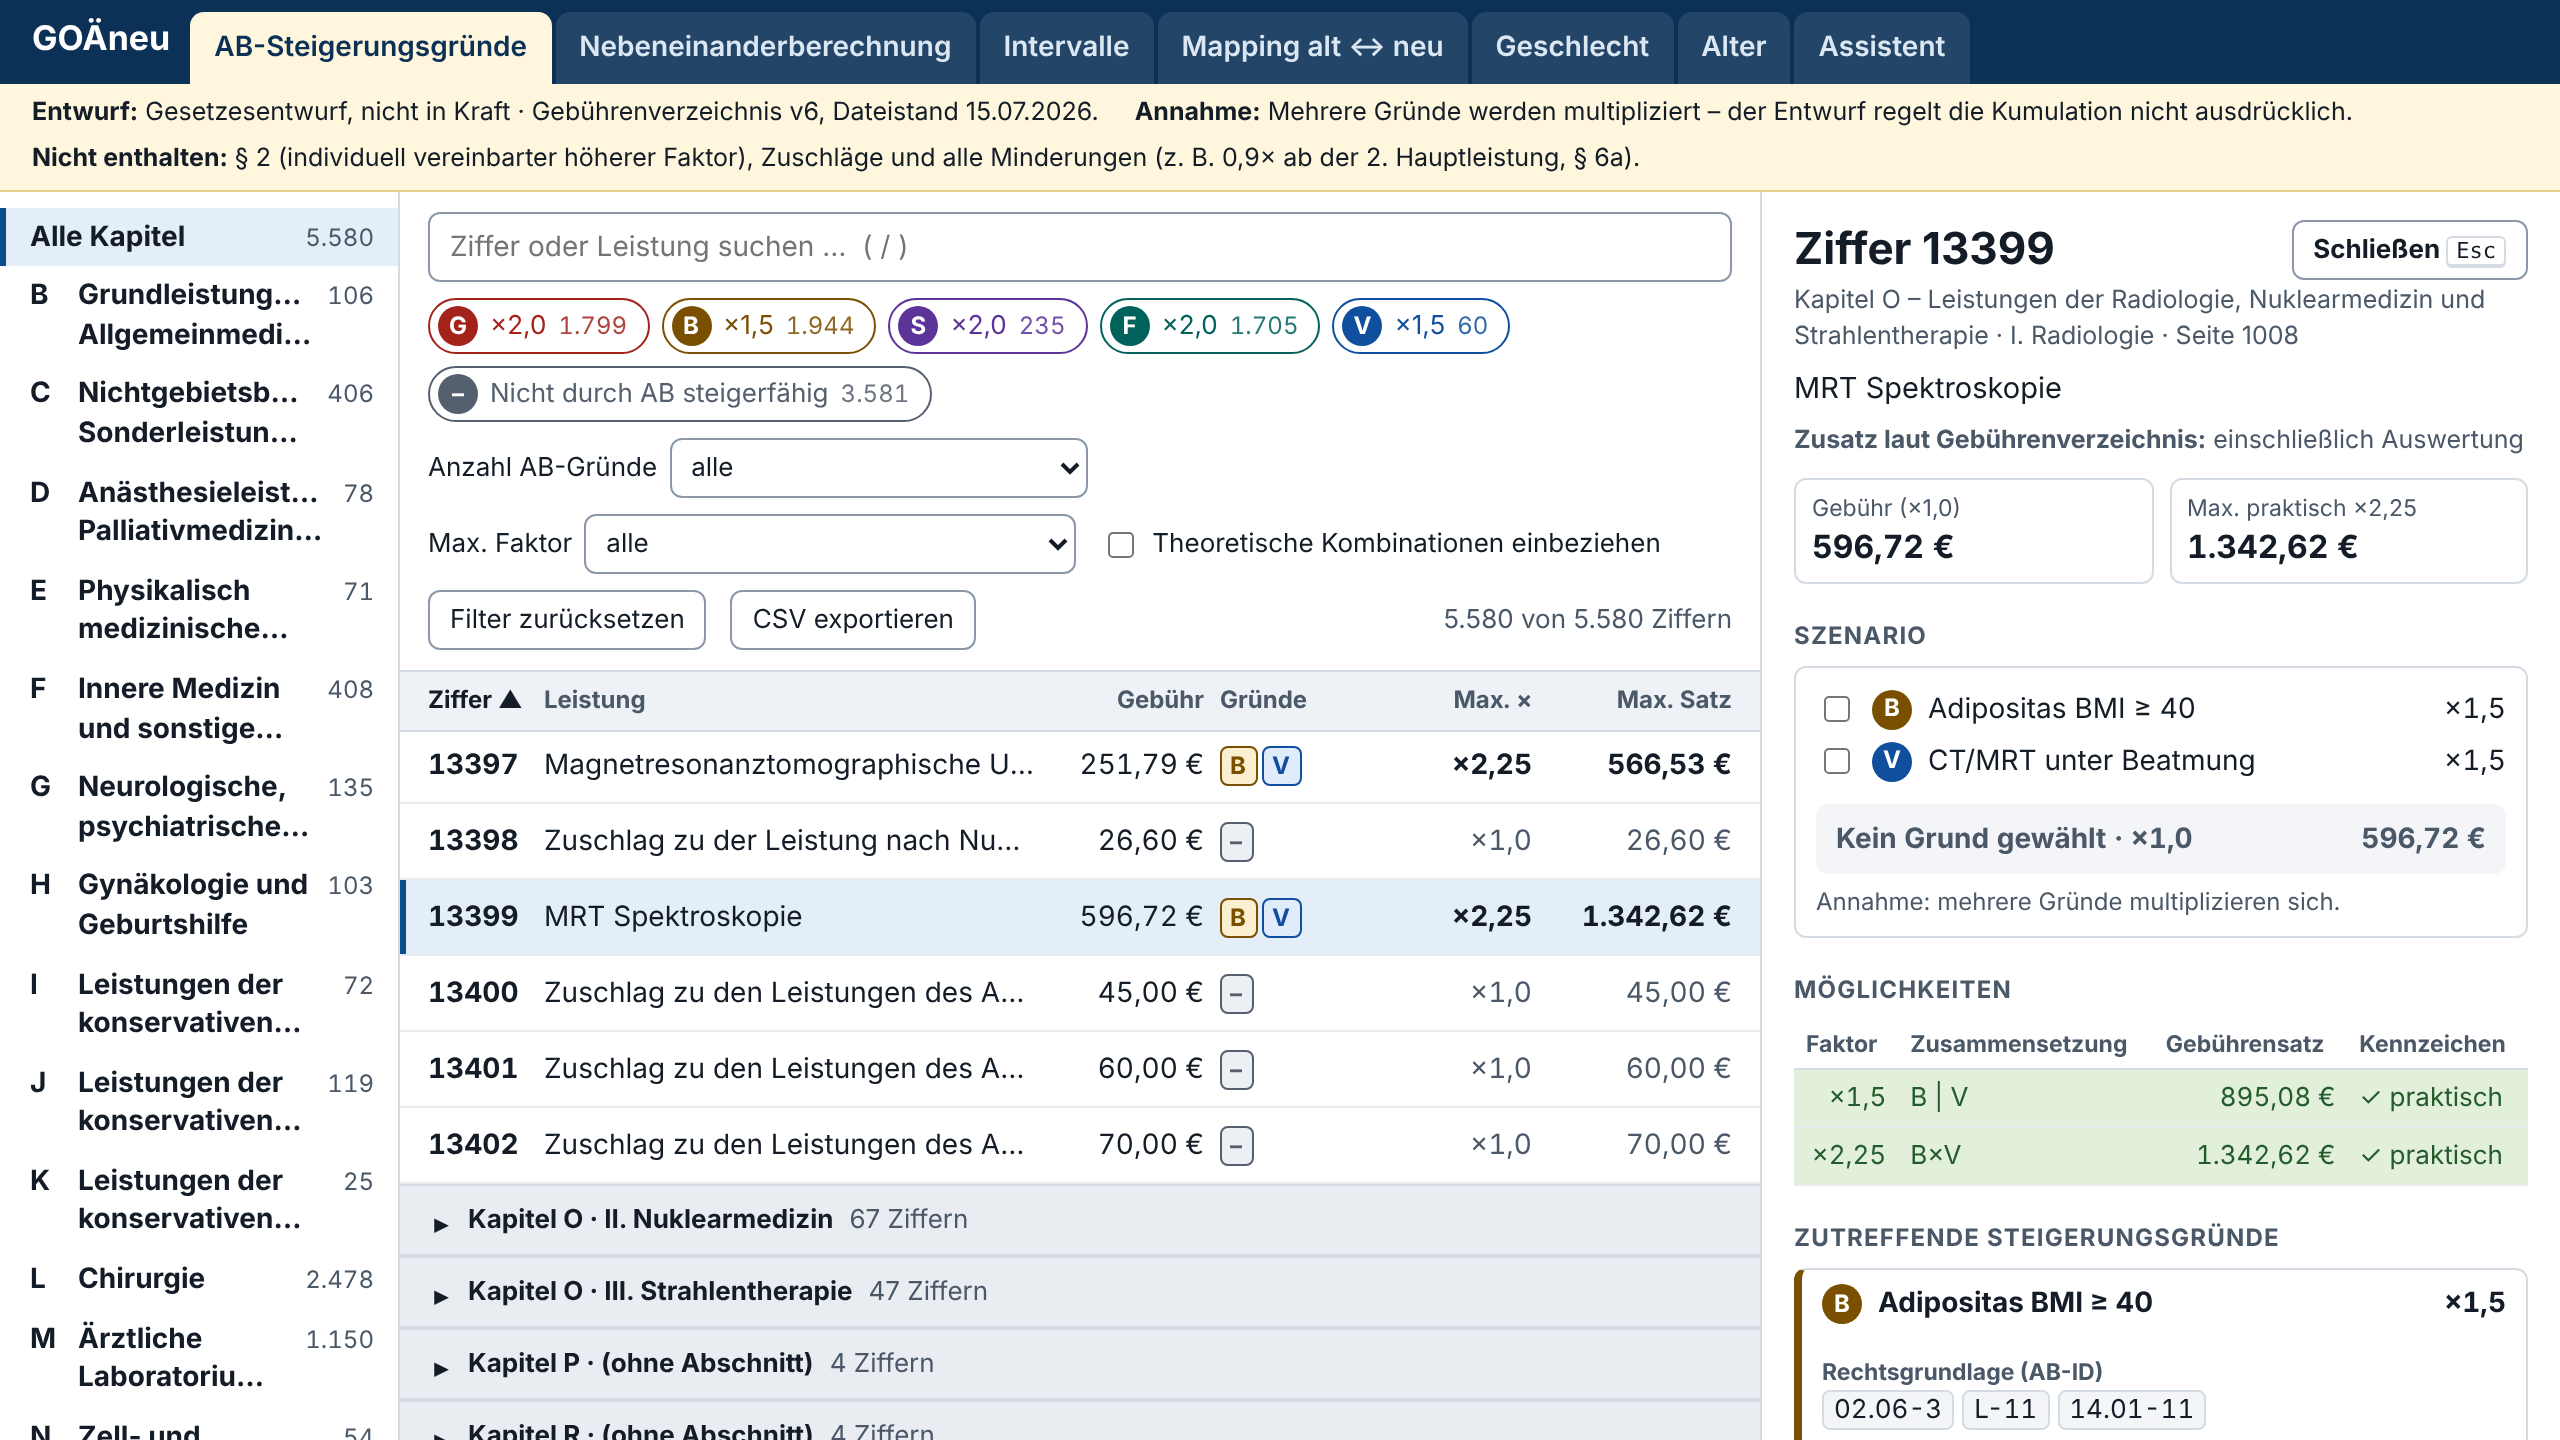 GOÄneu AB-Steigerungsgründe Nebeneinanderberechnung Intervalle Mapping alt ↔ neu Geschlecht Alter Assistent
Entwurf: Gesetzesentwurf, nicht in Kraft · Gebührenverzeichnis v6, Dateistand 15.07.2026. Annahme: Mehrere Gründe werden multipliziert – der Entwurf regelt die Kumulation nicht ausdrücklich.
Nicht enthalten: § 2 (individuell vereinbarter höherer Faktor), Zuschläge und alle Minderungen (z. B. 0,9× ab der 2. Hauptleistung, § 6a).
Alle Kapitel 5.580
B Grundleistung... 106
Allgemeinmedi...
C Nichtgebietsb... 406
Sonderleistun...
D Anästhesieleist... 78
Palliativmedizin...
E Physikalisch 71
medizinische...
F Innere Medizin 408
und sonstige...
G Neurologische, 135
psychiatrische...
H Gynäkologie und 103
Geburtshilfe
I Leistungen der 72
konservativen...
J Leistungen der 119
konservativen...
K Leistungen der 25
konservativen...
L Chirurgie 2.478
M Ärztliche 1.150
Laboratoriu...
N Zell- und 54
Ziffer oder Leistung suchen ... ( / )
G ×2,0 1.799 B ×1,5 1.944 S ×2,0 235 F ×2,0 1.705 V ×1,5 60
– Nicht durch AB steigerfähig 3.581
Anzahl AB-Gründe alle
Max. Faktor alle Theoretische Kombinationen einbeziehen
Filter zurücksetzen CSV exportieren 5.580 von 5.580 Ziffern
Ziffer ▲ Leistung Gebühr Gründe Max. × Max. Satz
13397 Magnetresonanztomographische U... 251,79 € B V ×2,25 566,53 €
13398 Zuschlag zu der Leistung nach Nu... 26,60 € – ×1,0 26,60 €
13399 MRT Spektroskopie 596,72 € B V ×2,25 1.342,62 €
13400 Zuschlag zu den Leistungen des A... 45,00 € – ×1,0 45,00 €
13401 Zuschlag zu den Leistungen des A... 60,00 € – ×1,0 60,00 €
13402 Zuschlag zu den Leistungen des A... 70,00 € – ×1,0 70,00 €
▶ Kapitel O · II. Nuklearmedizin 67 Ziffern
▶ Kapitel O · III. Strahlentherapie 47 Ziffern
▶ Kapitel P · (ohne Abschnitt) 4 Ziffern
▶ Kapitel R · (ohne Abschnitt) 4 Ziffern
Ziffer 13399 Schließen Esc
Kapitel O – Leistungen der Radiologie, Nuklearmedizin und
Strahlentherapie · I. Radiologie · Seite 1008
MRT Spektroskopie
Zusatz laut Gebührenverzeichnis: einschließlich Auswertung
Gebühr (×1,0) Max. praktisch ×2,25
596,72 € 1.342,62 €
SZENARIO
B Adipositas BMI ≥ 40 ×1,5
V CT/MRT unter Beatmung ×1,5
Kein Grund gewählt · ×1,0 596,72 €
Annahme: mehrere Gründe multiplizieren sich.
MÖGLICHKEITEN
Faktor Zusammensetzung Gebührensatz Kennzeichen
×1,5 B | V 895,08 € ✓ praktisch
×2,25 B×V 1.342,62 € ✓ praktisch
ZUTREFFENDE STEIGERUNGSGRÜNDE
B Adipositas BMI ≥ 40 ×1,5
Rechtsgrundlage (AB-ID)
02.06-3 L-11 14.01-11